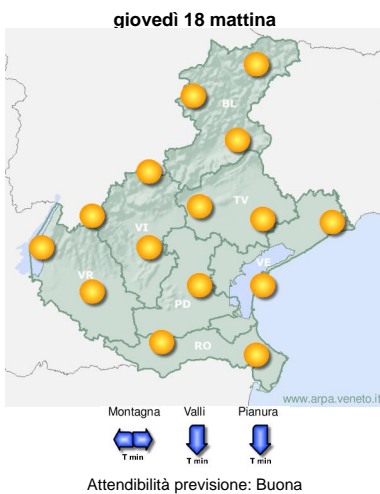 giovedì 18 mattina
BL
TV
VI
VE
VR
PD
RO
www.arpa.veneto.it
Montagna Valli Pianura
T min T min T min
Attendibilità previsione: Buona